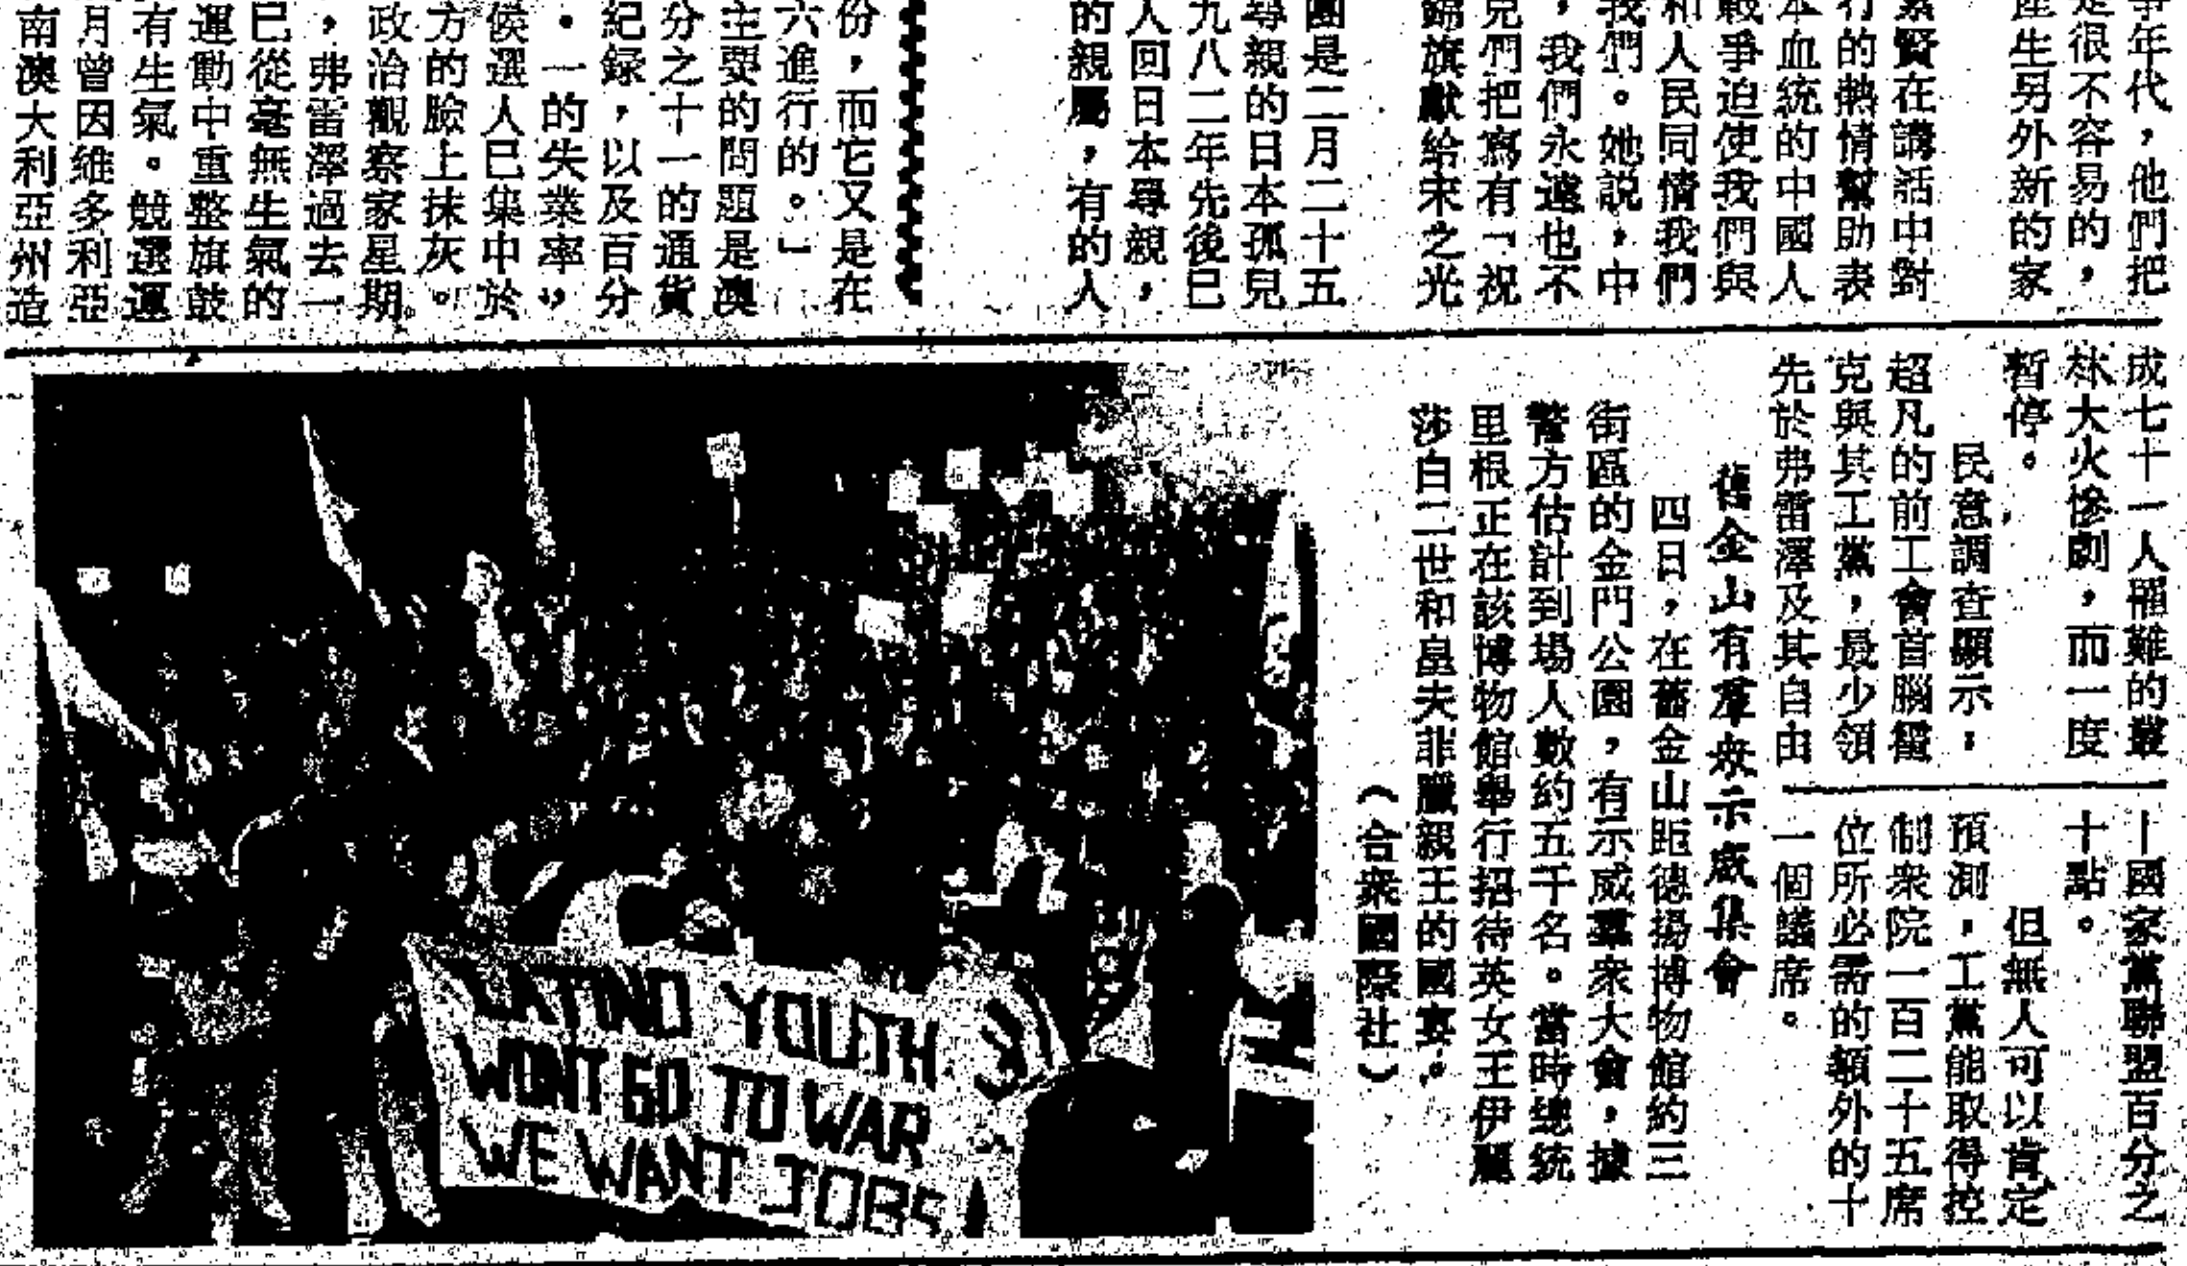 年代，他們把
是很不容易的，
產生另外新的家
素賢在講話中對
行的熱情幫助表
本血統的中國人
戰爭迫使我們與
和人民同情我們
我們。她說，中
，我們永遠也不
兒們把寫有「祝
錦旗獻給宋之光
團是二月二十五
尋親的日本孤兒
九八二年先後已
人回日本尋親，
的親屬，有的人
份，而它又是在
六進行的。」
主要的問題是澳
分之十一的通貨
紀録，以及百分
．一的失業率，
候選人已集中於
方的臉上抹灰。
政治觀察家星期
，弗雷澤過去一
已從毫無生氣的
運動中重整旗鼓
有生氣。競選運
月曾因維多利亞
南澳大利亞州造
成七十一人罹難的叢
林大火慘劇，而一度
暫停。
民意調查顯示，
超凡的前工會首腦霍
克與其工黨，最少領
先於弗雷澤及其自由
—國家黨聯盟百分之
十點。
但無人可以肯定
預測，工黨能取得控
制衆院一百二十五席
位所必需的額外的十
一個議席。
舊金山有羣衆示威集會
四日，在舊金山距德揚博物館約三
街區的金門公園，有示威羣衆大會，據
警方估計到場人數約五千名。當時總統
里根正在該博物館舉行招待英女王伊麗
莎白二世和皇夫菲臘親王的國宴。
（合衆國際社）
LATINO YOUTH
WONT GO TO WAR
WE WANT JOBS